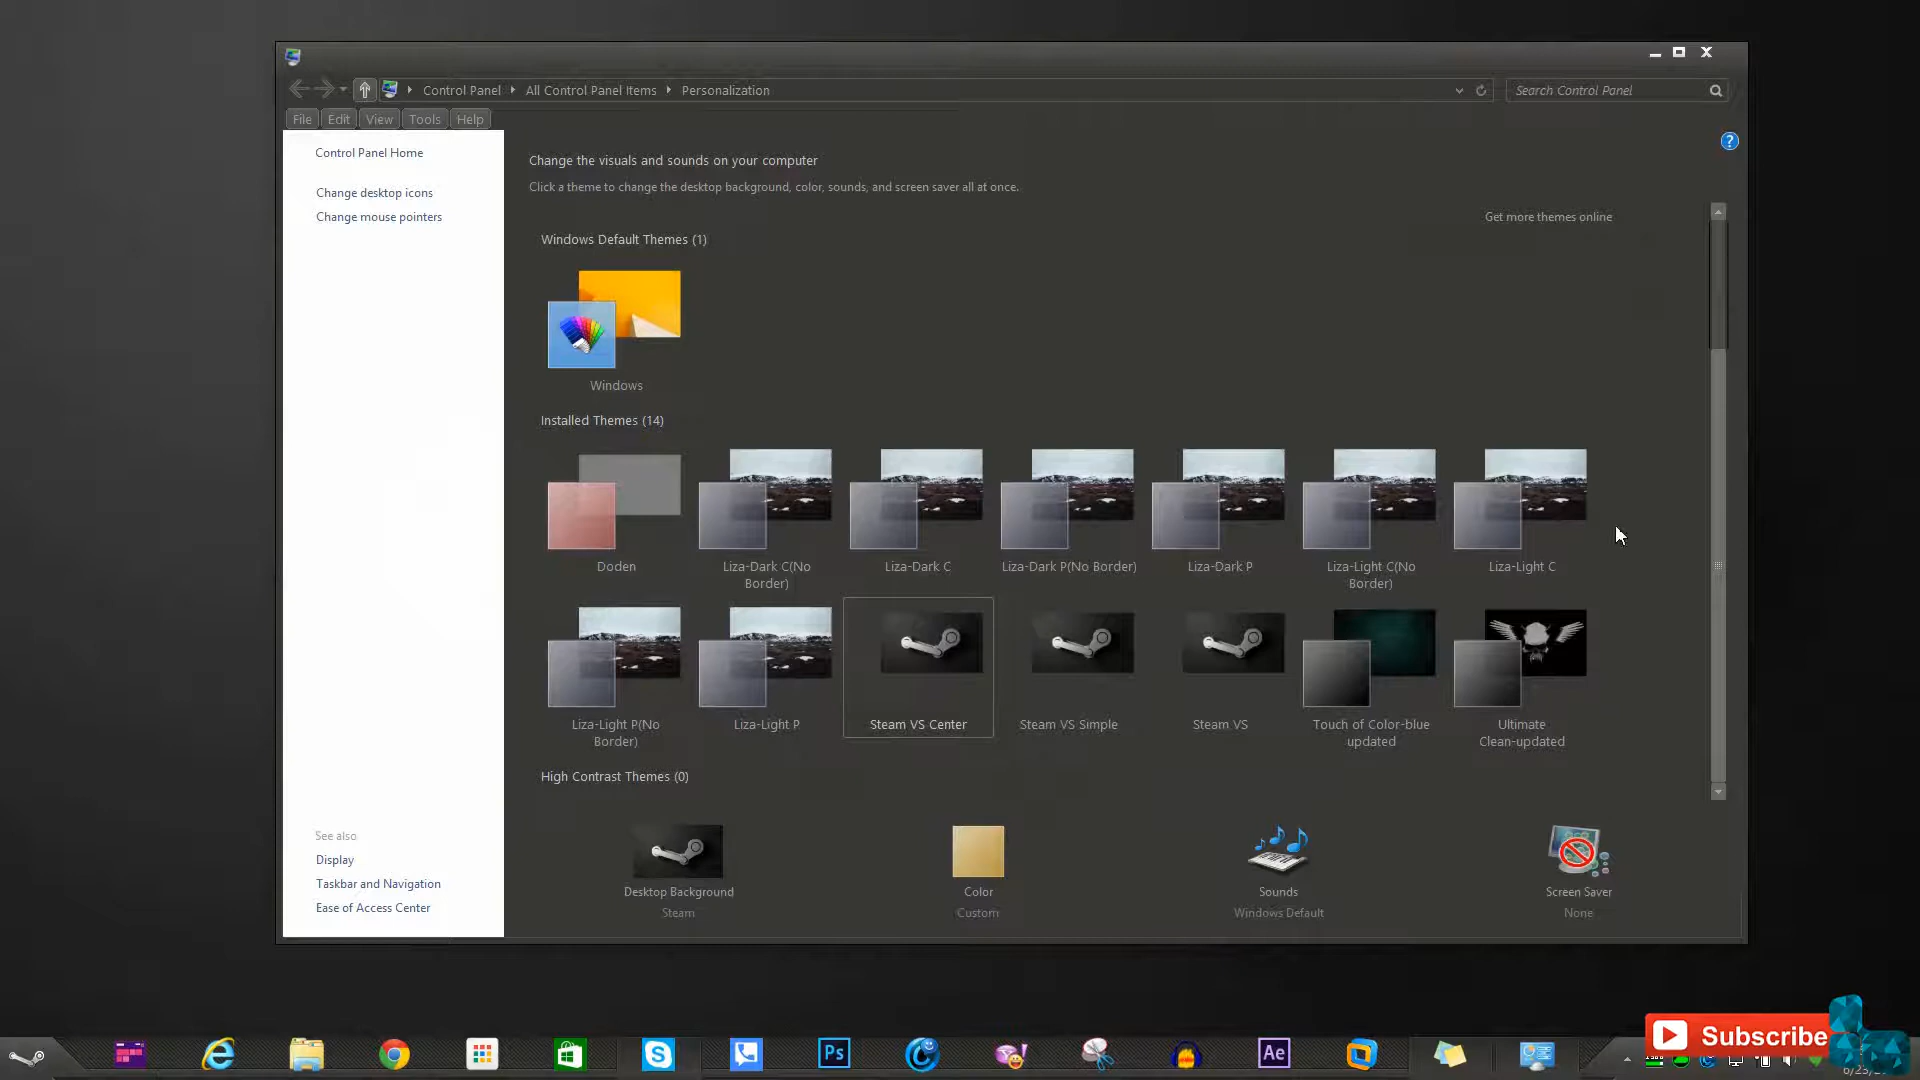 Control Panel
All Control Panel Items
Personalization
Search Control Panel
File
Edit
View
Tools
Help
Control Panel Home
Change desktop icons
Change mouse pointers
Change the visuals and sounds on your computer
Click a theme to change the desktop background, color, sounds, and screen saver all at once.
Get more themes online
Windows Default Themes (1)
Windows
Installed Themes (14)
Doden
Liza-Dark C(No
Border)
Liza-Dark C
Liza-Dark P(No Border)
Liza-Dark P
Liza-Light C(No
Border)
Liza-Light C
Liza-Light P(No
Border)
Liza-Light P
Steam VS Center
Steam VS Simple
Steam VS
Touch of Color-blue
updated
Ultimate
Clean-updated
High Contrast Themes (0)
See also
Display
Taskbar and Navigation
Ease of Access Center
Desktop Background
Steam
Color
Custom
Sounds
Windows Default
Screen Saver
None
Ps
Ae
Subscribe